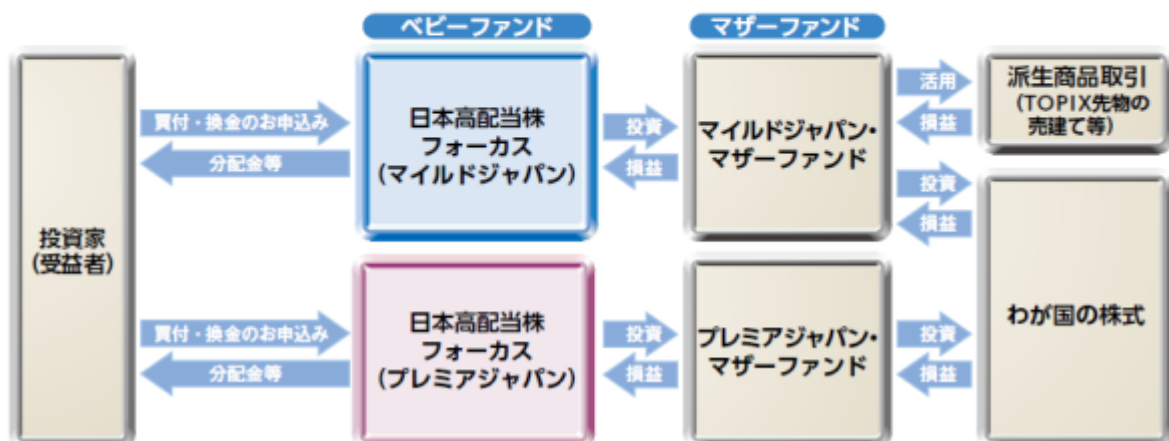 ベビーファンド
マザーファンド
投資家
(受益者)
買付・換金のお申込み
分配金等
日本高配当株
フォーカス
(マイルドジャパン)
投資
損益
マイルドジャパン・
マザーファンド
活用
損益
派生商品取引
(TOPIX先物の
売建て等)
投資
損益
わが国の株式
買付・換金のお申込み
分配金等
日本高配当株
フォーカス
(プレミアジャパン)
投資
損益
プレミアジャパン・
マザーファンド
投資
損益